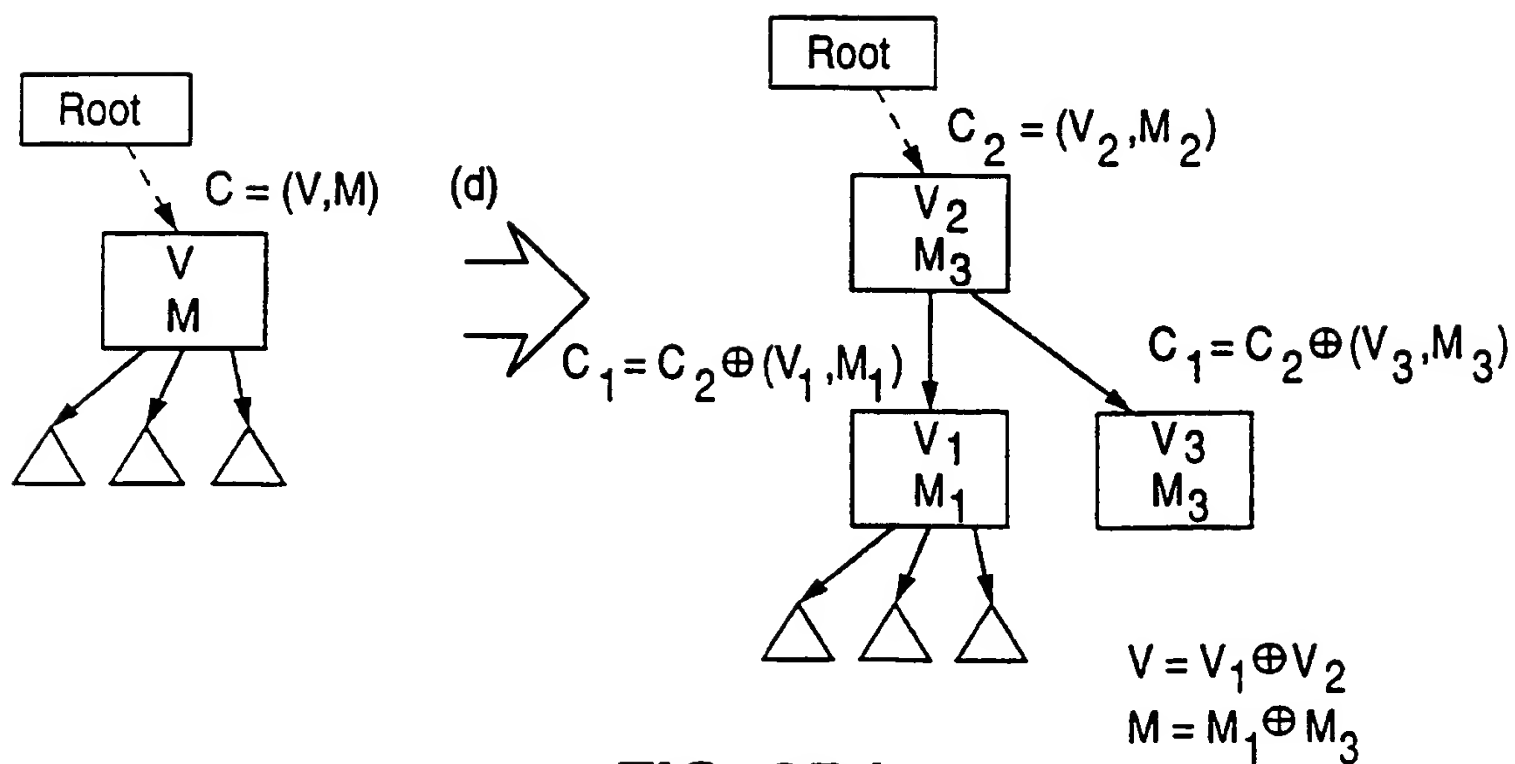 Root
C = (V,M)
V
M
(d)
Root
C₂ = (V₂,M₂)
V₂
M₃
C₁ = C₂ ⊕ (V₁,M₁)
C₁ = C₂ ⊕ (V₃,M₃)
V₁
M₁
V₃
M₃
V = V₁⊕V₂
M = M₁⊕M₃